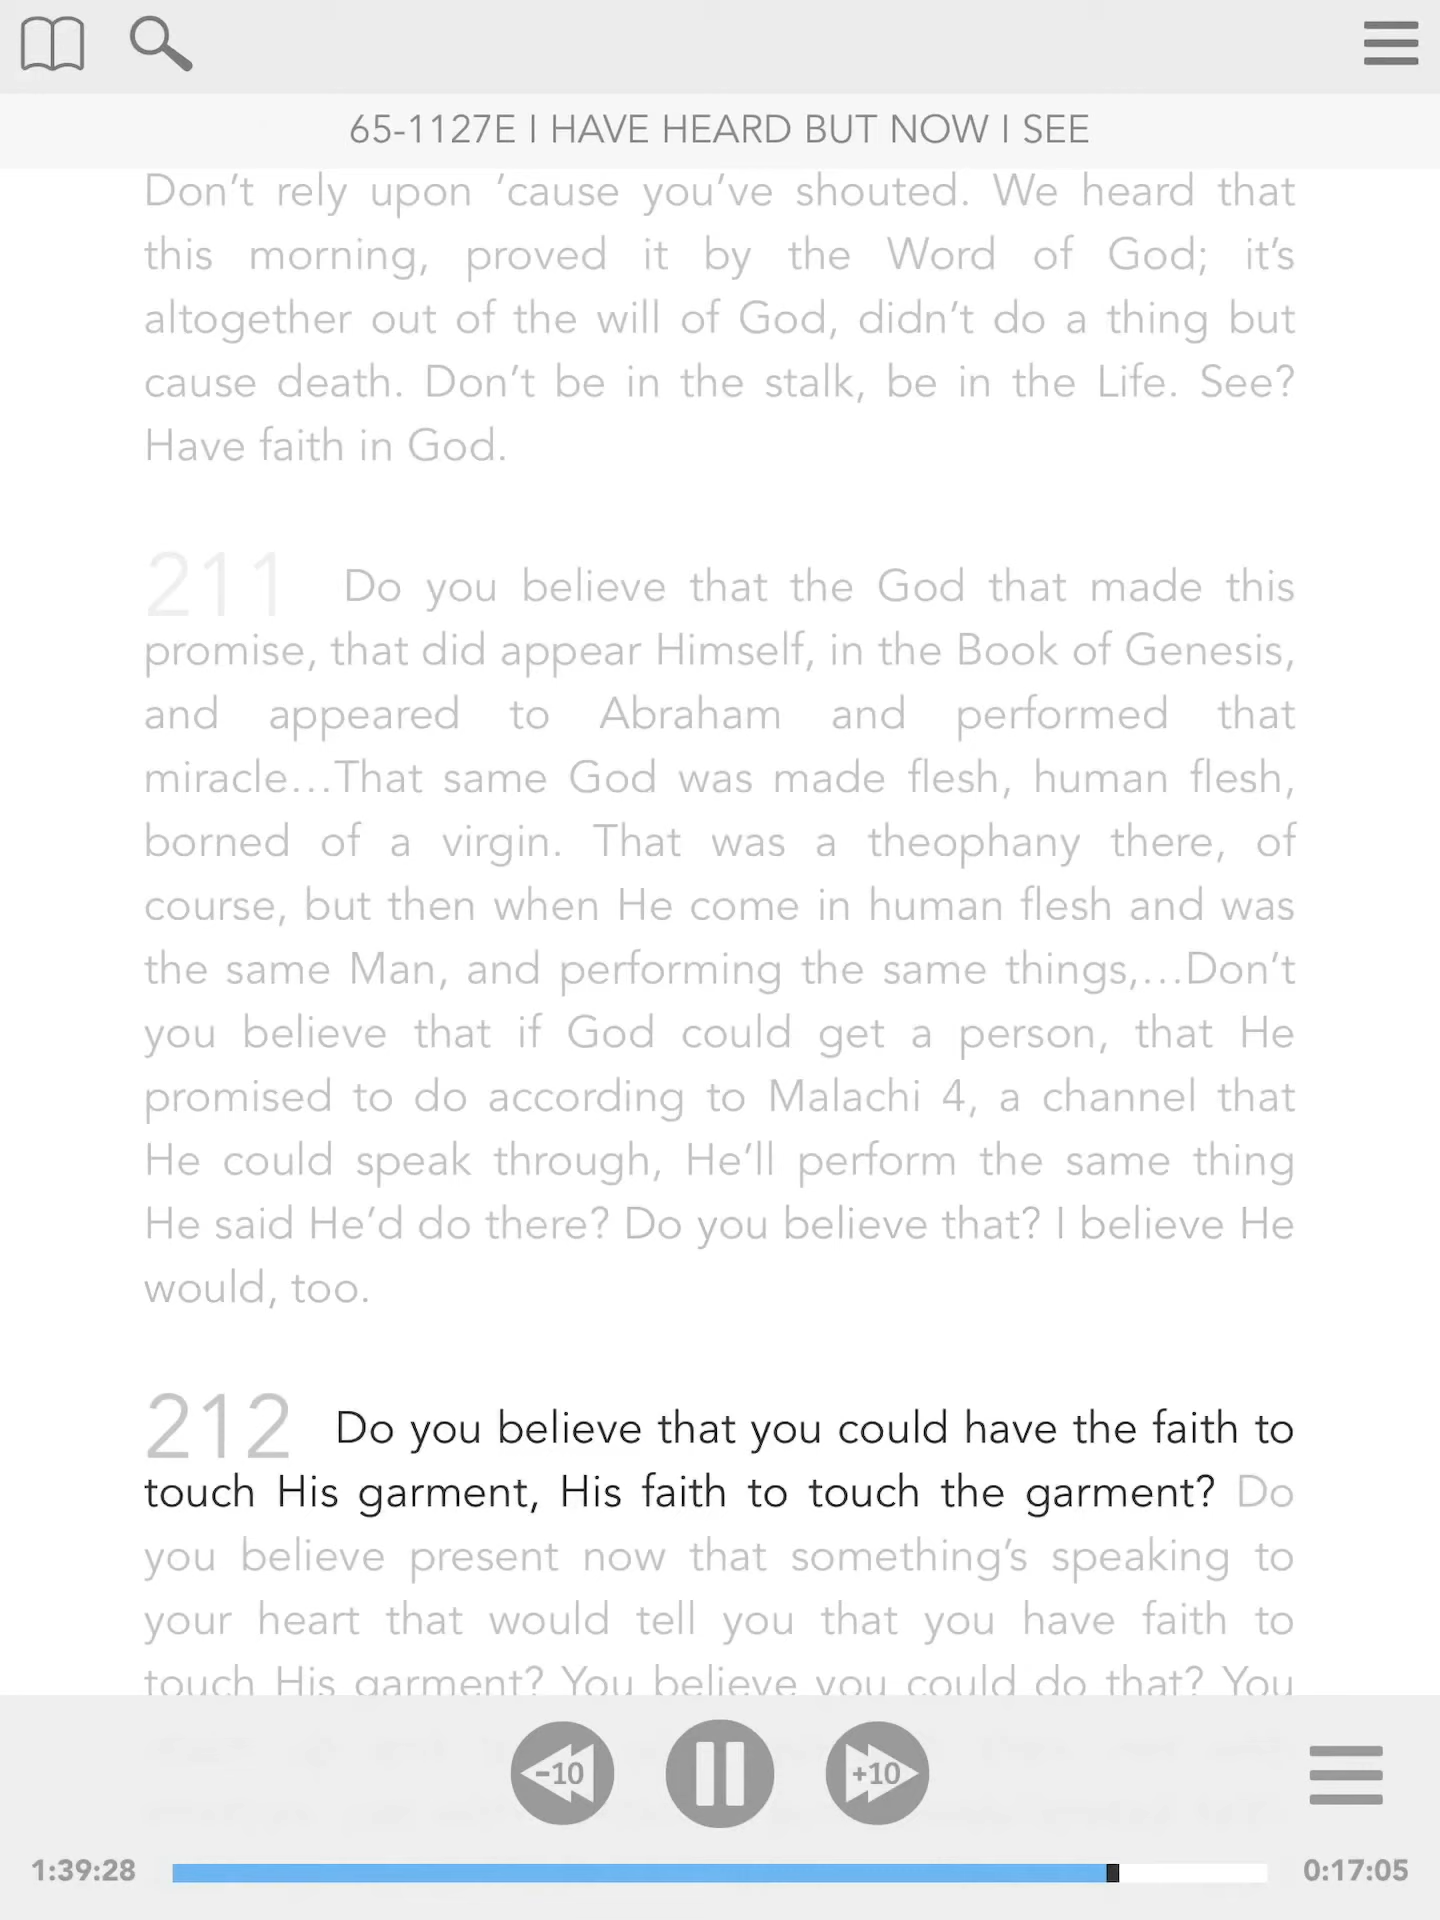 65-1127E I HAVE HEARD BUT NOW I SEE
Don’t rely upon ’cause you’ve shouted. We heard that
this morning, proved it by the Word of God; it’s
altogether out of the will of God, didn’t do a thing but
cause death. Don’t be in the stalk, be in the Life. See?
Have faith in God.
211 Do you believe that the God that made this
promise, that did appear Himself, in the Book of Genesis,
and appeared to Abraham and performed that
miracle…That same God was made flesh, human flesh,
borned of a virgin. That was a theophany there, of
course, but then when He come in human flesh and was
the same Man, and performing the same things,…Don’t
you believe that if God could get a person, that He
promised to do according to Malachi 4, a channel that
He could speak through, He’ll perform the same thing
He said He’d do there? Do you believe that? I believe He
would, too.
212 Do you believe that you could have the faith to
touch His garment, His faith to touch the garment? Do
you believe present now that something’s speaking to
your heart that would tell you that you have faith to
touch His garment? You believe you could do that? You
-10 +10
1:39:28 0:17:05